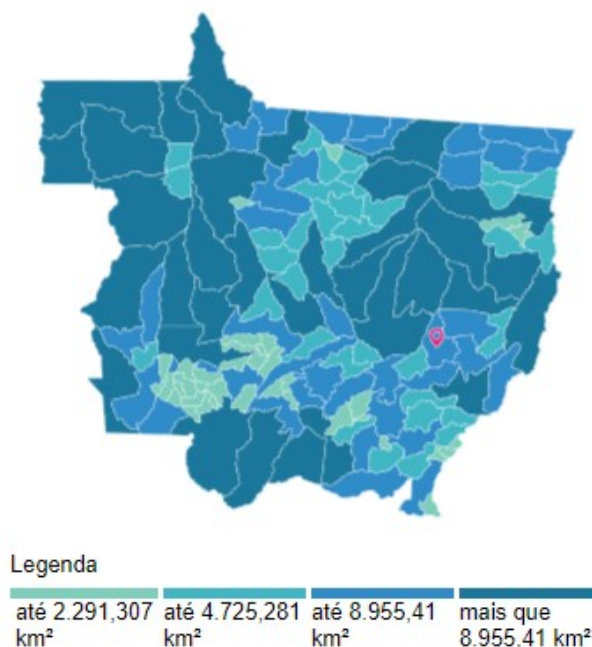 Legenda
até 2.291,307 km²
até 4.725,281 km²
até 8.955,41 km²
mais que 8.955,41 km²